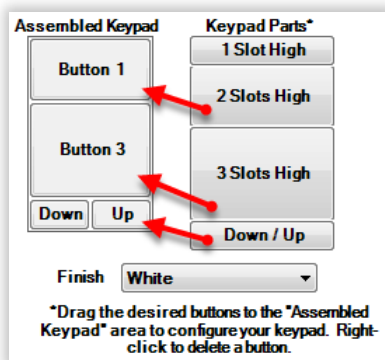 Assembled Keypad Keypad Parts*
1 Slot High
Button 1
2 Slots High
Button 3
3 Slots High
Down Up
Down / Up
Finish White
*Drag the desired buttons to the "Assembled
Keypad" area to configure your keypad. Right-
click to delete a button.